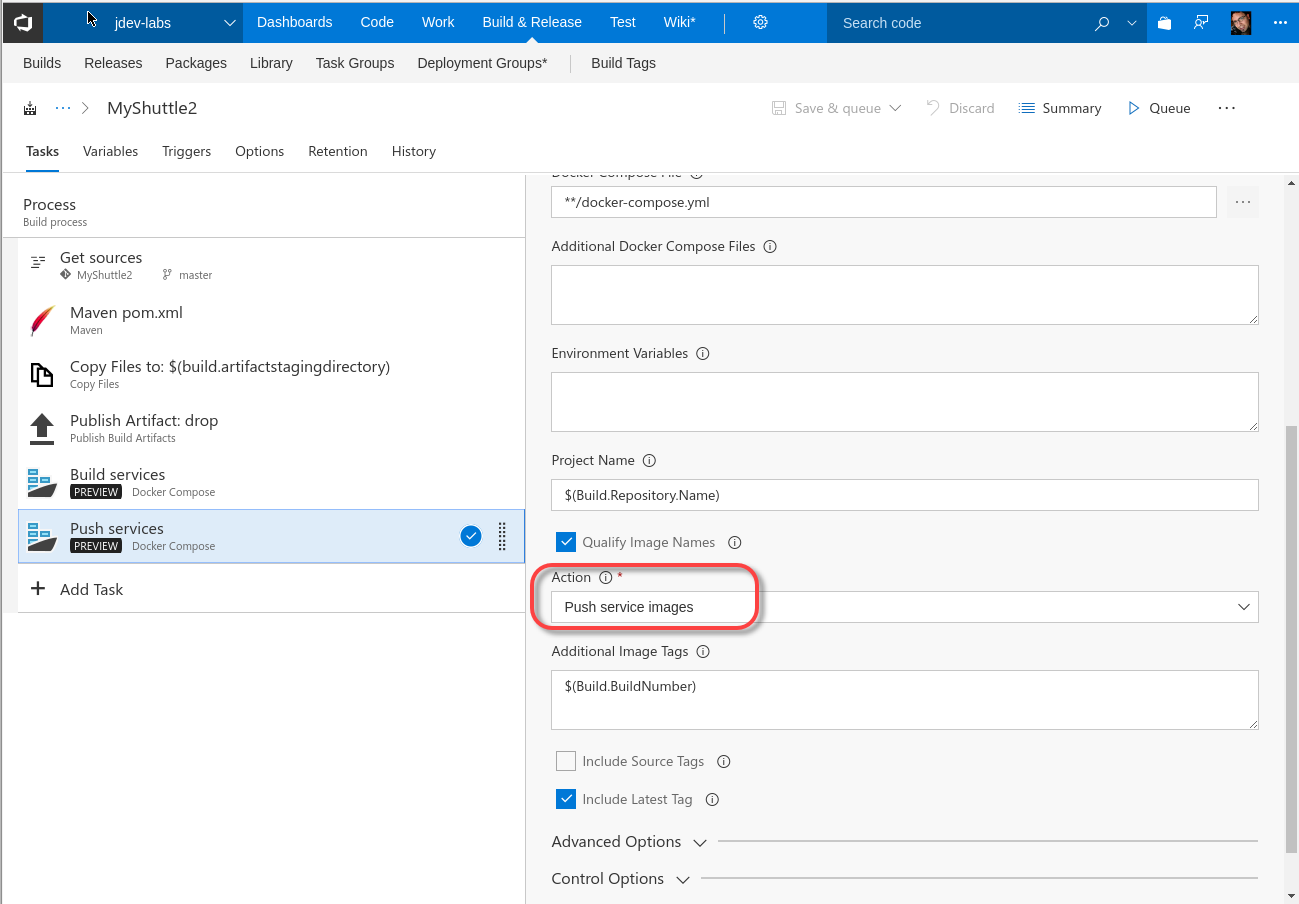 jdev-labs Dashboards Code Work Build & Release Test Wiki* Search code
Builds Releases Packages Library Task Groups Deployment Groups* Build Tags
··· MyShuttle2 Save & queue Discard Summary Queue ···
Tasks Variables Triggers Options Retention History
Process
Build process
Get sources
MyShuttle2 master
Maven pom.xml
Maven
Copy Files to: $(build.artifactstagingdirectory)
Copy Files
Publish Artifact: drop
Publish Build Artifacts
Build services
PREVIEW Docker Compose
Push services
PREVIEW Docker Compose
Add Task
Docker Compose File
**/docker-compose.yml
Additional Docker Compose Files
Environment Variables
Project Name
$(Build.Repository.Name)
Qualify Image Names
Action *
Push service images
Additional Image Tags
$(Build.BuildNumber)
Include Source Tags
Include Latest Tag
Advanced Options
Control Options